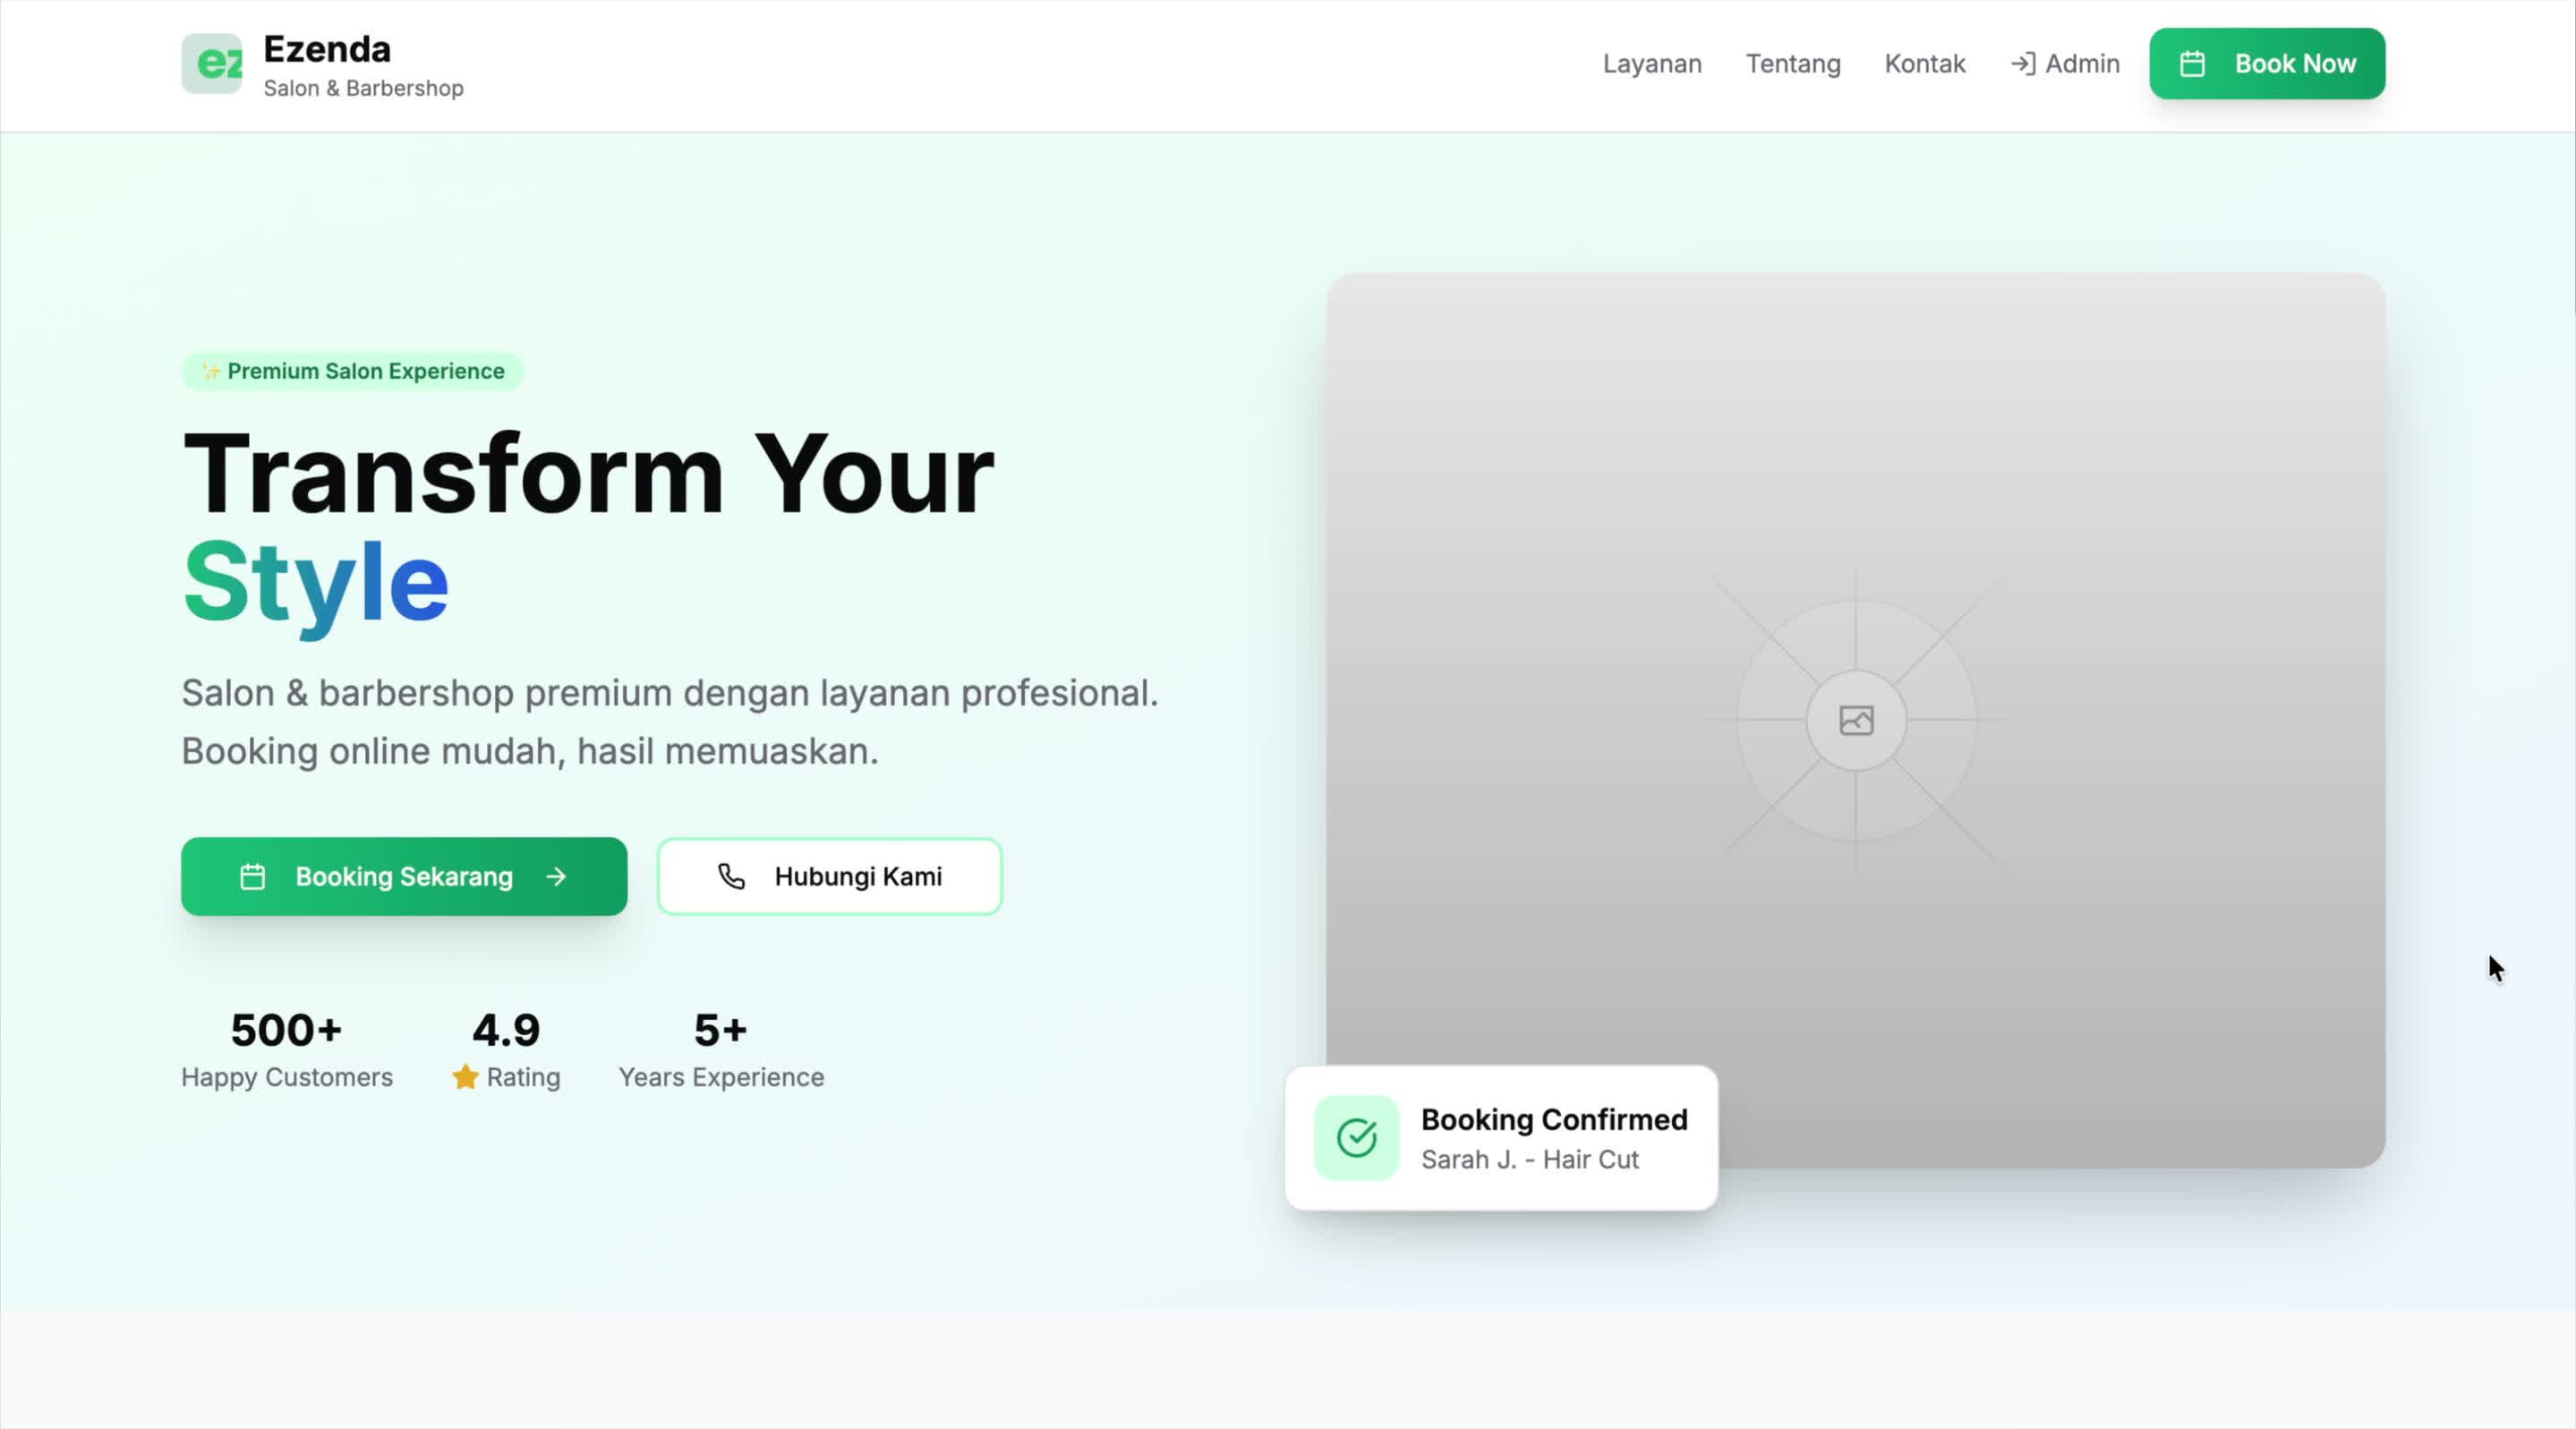 ez
Ezenda
Salon & Barbershop
Layanan
Tentang
Kontak
Admin
Book Now
✨ Premium Salon Experience
Transform Your
Style
Salon & barbershop premium dengan layanan profesional.
Booking online mudah, hasil memuaskan.
Booking Sekarang →
Hubungi Kami
500+
Happy Customers
4.9
⭐ Rating
5+
Years Experience
Booking Confirmed
Sarah J. - Hair Cut